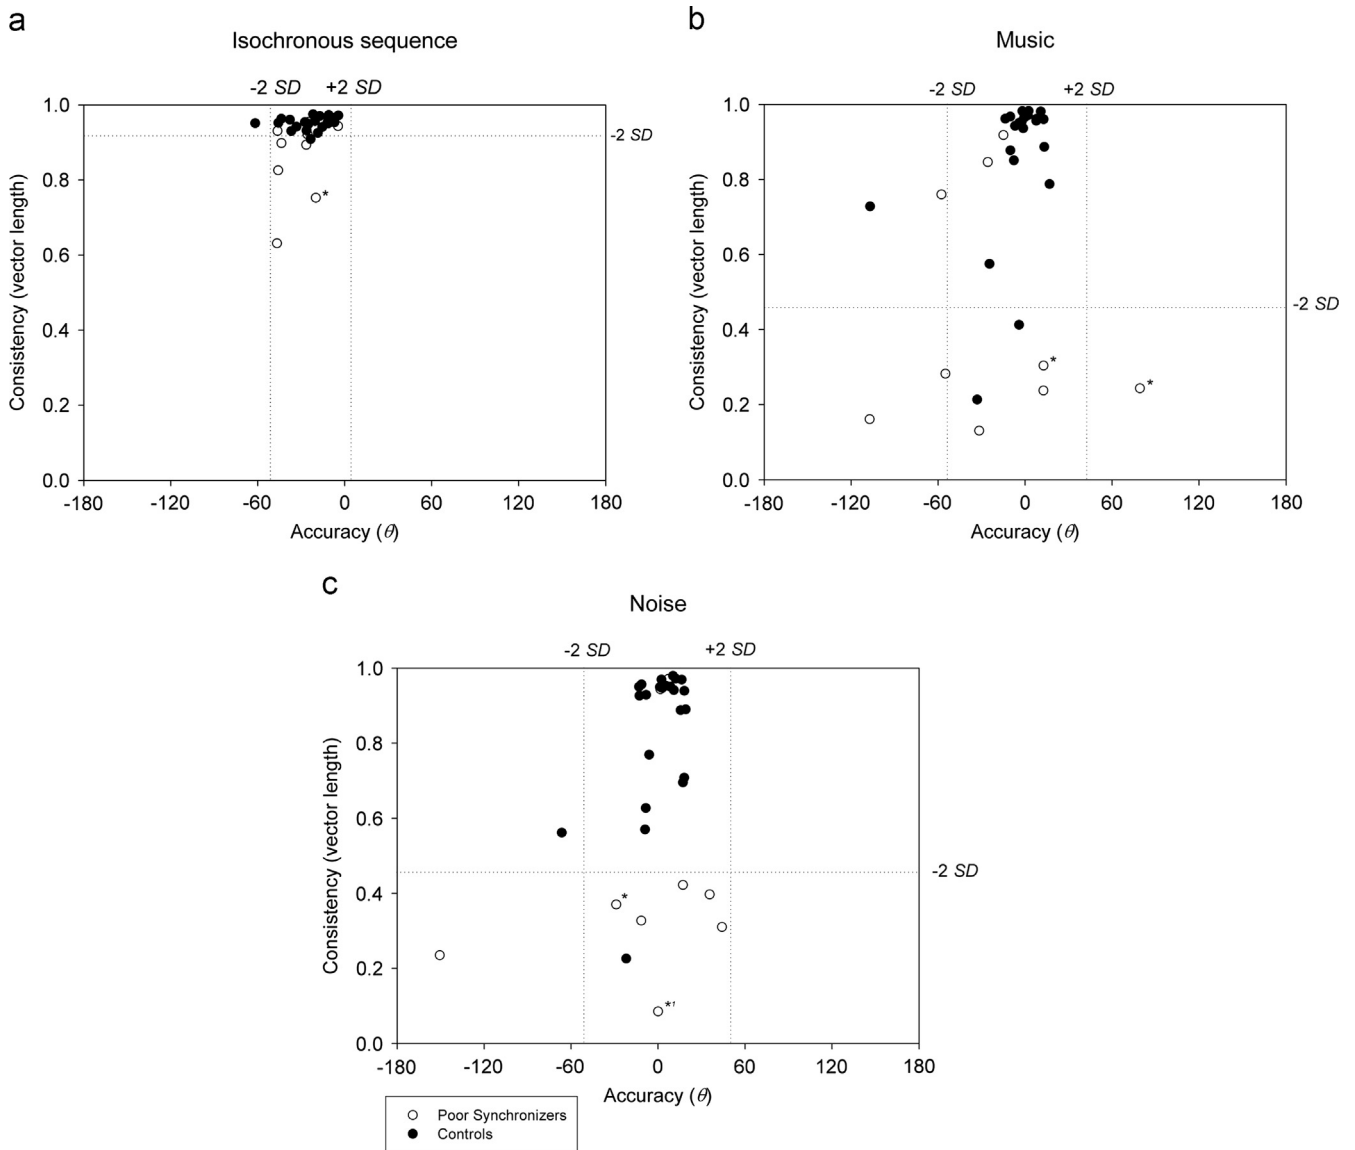 a
Isochronous sequence
-2 SD +2 SD
1.0
0.8
0.6
0.4
0.2
0.0
-2 SD
Consistency (vector length)
-180 -120 -60 0 60 120 180
Accuracy (θ)
*
b
Music
-2 SD +2 SD
1.0
0.8
0.6
0.4
0.2
0.0
-2 SD
Consistency (vector length)
-180 -120 -60 0 60 120 180
Accuracy (θ)
*
*
c
Noise
-2 SD +2 SD
1.0
0.8
0.6
0.4
0.2
0.0
-2 SD
Consistency (vector length)
-180 -120 -60 0 60 120 180
Accuracy (θ)
*
*
Poor Synchronizers
Controls